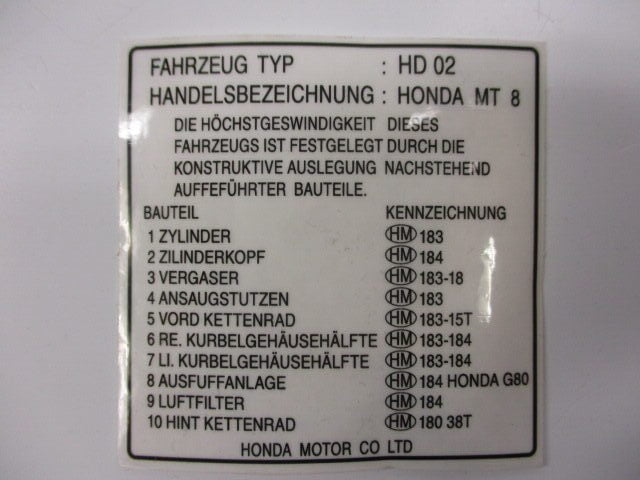 FAHRZEUG TYP : HD 02
HANDELSBEZEICHNUNG : HONDA MT 8
DIE HÖCHSTGESWINDIGKEIT DIESES
FAHRZEUGS IST FESTGELEGT DURCH DIE
KONSTRUKTIVE AUSLEGUNG NACHSTEHEND
AUFFEFÜHRTER BAUTEILE.
BAUTEIL KENNZEICHNUNG
1 ZYLINDER HM 183
2 ZILINDERKOPF HM 184
3 VERGASER HM 183-18
4 ANSAUGSTUTZEN HM 183
5 VORD KETTENRAD HM 183-15T
6 RE. KURBELGEHÄUSEHÄLFTE HM 183-184
7 LI. KURBELGEHÄUSEHÄLFTE HM 183-184
8 AUSFUFFANLAGE HM 184 HONDA G80
9 LUFTFILTER HM 184
10 HINT KETTENRAD HM 180 38T
HONDA MOTOR CO LTD